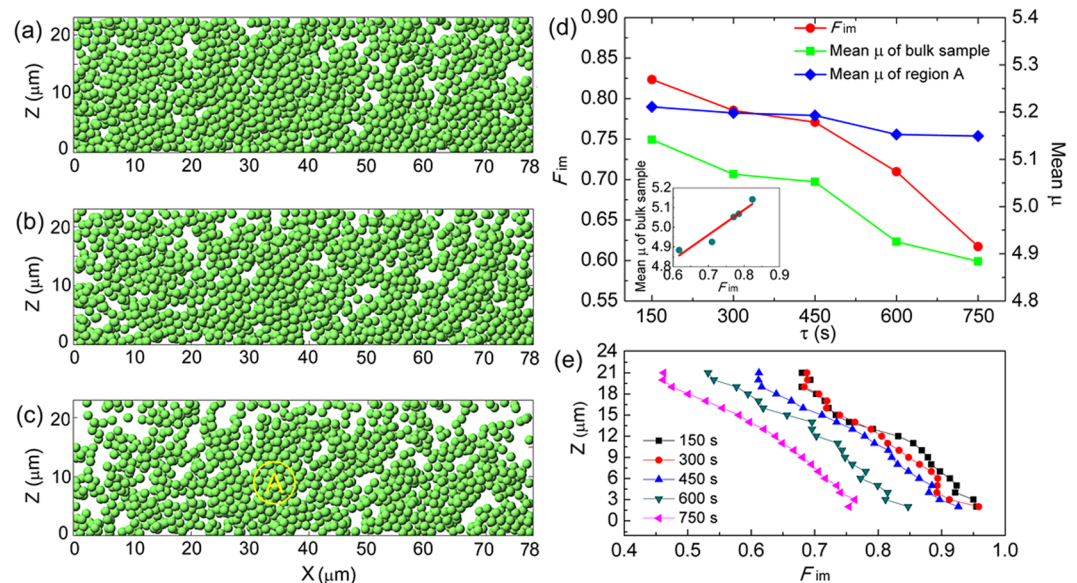 (a)
Z (μm)
20
10
0
0 10 20 30 40 50 60 70 78
(b)
Z (μm)
20
10
0
0 10 20 30 40 50 60 70 78
(c)
Z (μm)
20
10
0
A
0 10 20 30 40 50 60 70 78
X (μm)
(d)
Fim
0.90
0.85
0.80
0.75
0.70
0.65
0.60
0.55
Fim
Mean μ of bulk sample
Mean μ of region A
5.4
5.3
5.2
5.1
5.0
4.9
4.8
Mean μ
Mean μ of bulk sample
5.2
5.1
5.0
4.9
4.8
0.6 0.7 0.8 0.9
Fim
150 300 450 600 750
τ (s)
(e)
Z (μm)
24
21
18
15
12
9
6
3
0
150 s
300 s
450 s
600 s
750 s
0.4 0.5 0.6 0.7 0.8 0.9 1.0
Fim